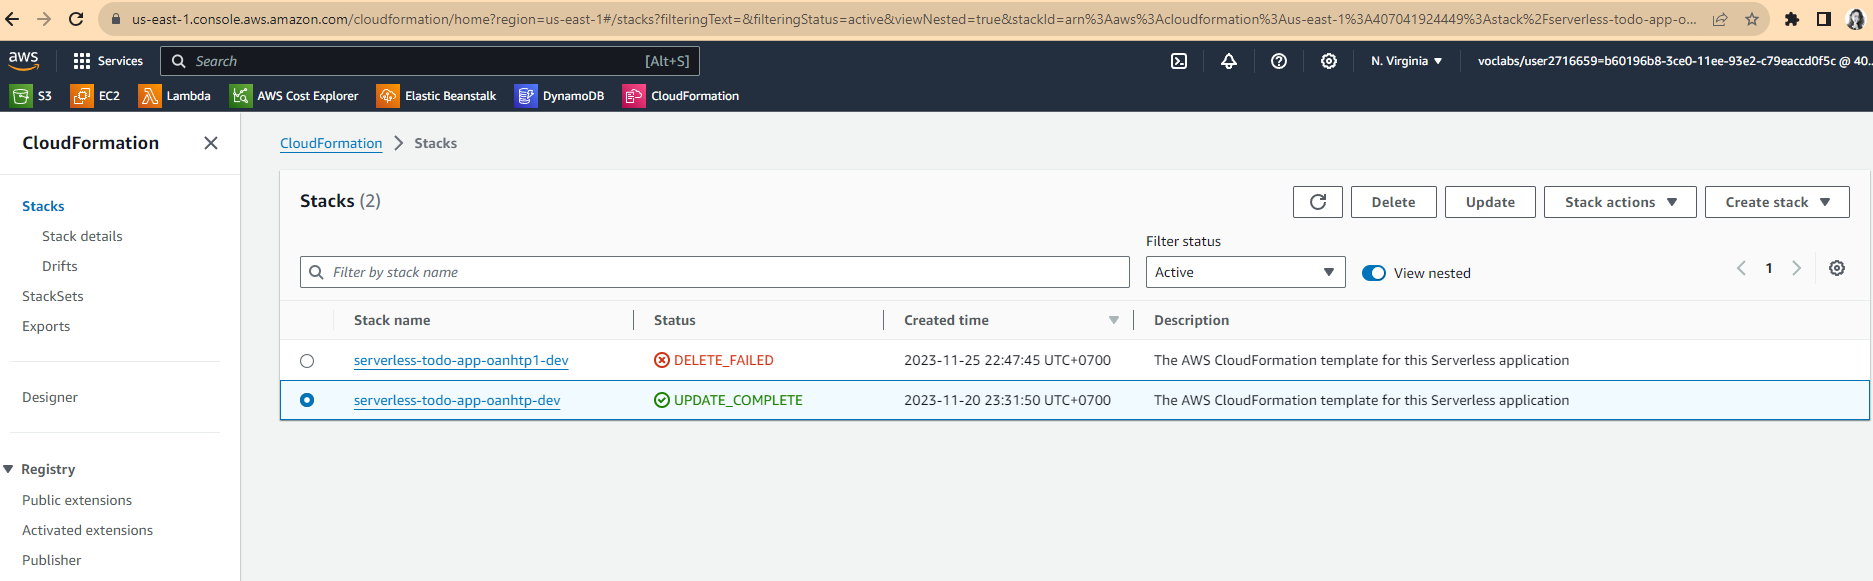 us-east-1.console.aws.amazon.com/cloudformation/home?region=us-east-1#/stacks?filteringText=&filteringStatus=active&viewNested=true&stackId=arn%3Aaws%3Acloudformation%3Aus-east-1%3A407041924449%3Astack%2Fserverless-todo-app-o...
aws Services Search [Alt+S] N. Virginia voclabs/user2716659=b60196b8-3ce0-11ee-93e2-c79eaccd0f5c @ 40...
S3 EC2 Lambda AWS Cost Explorer Elastic Beanstalk DynamoDB CloudFormation
CloudFormation
Stacks
Stack details
Drifts
StackSets
Exports
Designer
Registry
Public extensions
Activated extensions
Publisher
CloudFormation Stacks
Stacks (2) Delete Update Stack actions Create stack
Filter status
Filter by stack name Active View nested 1
Stack name Status Created time Description
serverless-todo-app-oanhtp1-dev DELETE_FAILED 2023-11-25 22:47:45 UTC+0700 The AWS CloudFormation template for this Serverless application
serverless-todo-app-oanhtp-dev UPDATE_COMPLETE 2023-11-20 23:31:50 UTC+0700 The AWS CloudFormation template for this Serverless application